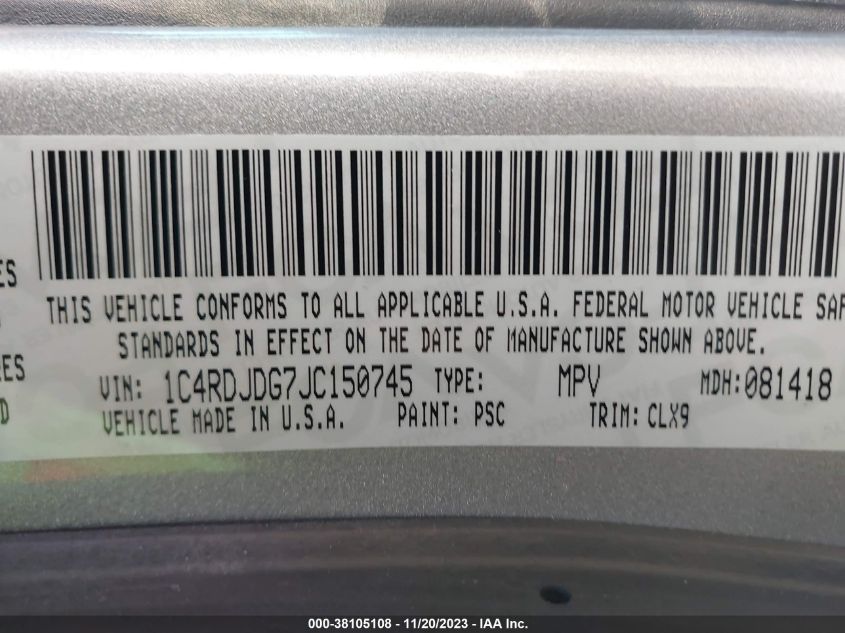 ES
THIS VEHICLE CONFORMS TO ALL APPLICABLE U.S.A. FEDERAL MOTOR VEHICLE SAF
STANDARDS IN EFFECT ON THE DATE OF MANUFACTURE SHOWN ABOVE.
RES
VIN: 1C4RDJDG7JC150745 TYPE: MPV MDH: 081418
D
VEHICLE MADE IN U.S.A. PAINT: PSC TRIM: CLX9
000-38105108 - 11/20/2023 - IAA Inc.